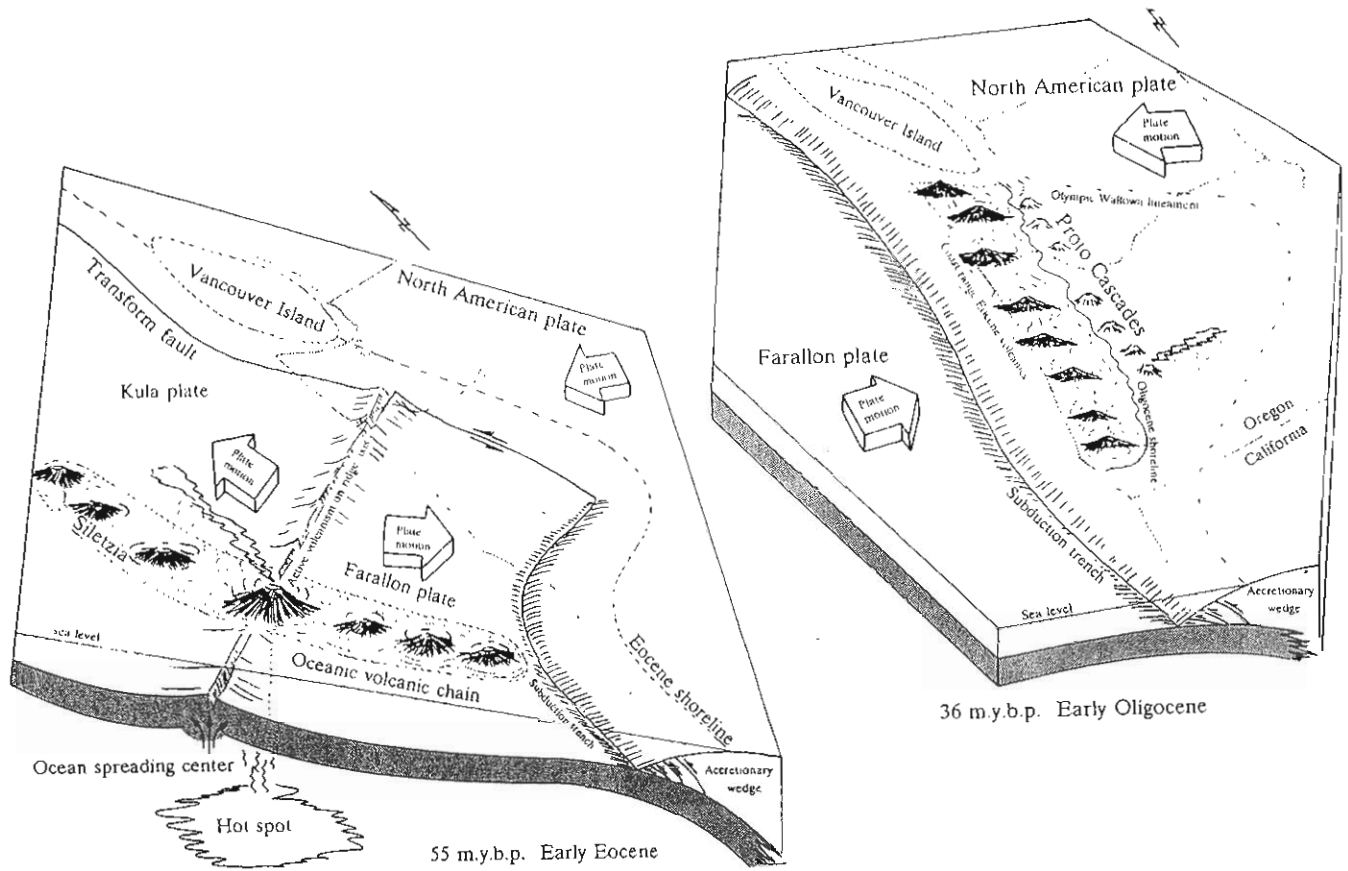 Vancouver Island
North American plate
Transform fault
Kula plate
Plate
motion
Plate
motion
Active volcanism on ridge
Plate
motion
Siletzia
Farallon plate
Sea level
Oceanic volcanic chain
Subduction trench
Eocene shoreline
Ocean spreading center
Accretionary
wedge
Hot spot
55 m.y.b.p. Early Eocene
North American plate
Vancouver Island
Plate
motion
Olympic Wallowa lineament
Proto Cascades
Farallon plate
Plate
motion
Oligocene shoreline
Oregon
California
Subduction trench
Sea level
Accretionary
wedge
36 m.y.b.p. Early Oligocene